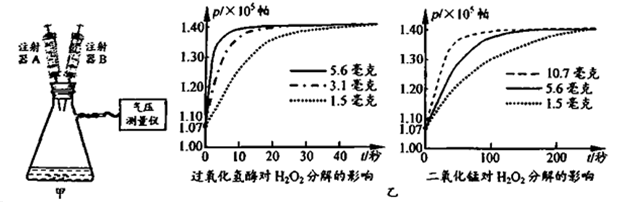 注射器 A
注射器 B
气压测量仪
甲
p/×10⁵帕
1.40
1.30
1.20
1.10
1.07
1.00
0
20
40
t/秒
5.6毫克
3.1毫克
1.5毫克
过氧化氢酶对H₂O₂分解的影响
p/×10⁵帕
1.40
1.30
1.20
1.10
1.07
1.00
0
100
200
t/秒
10.7毫克
5.6毫克
1.5毫克
二氧化锰对H₂O₂分解的影响
乙